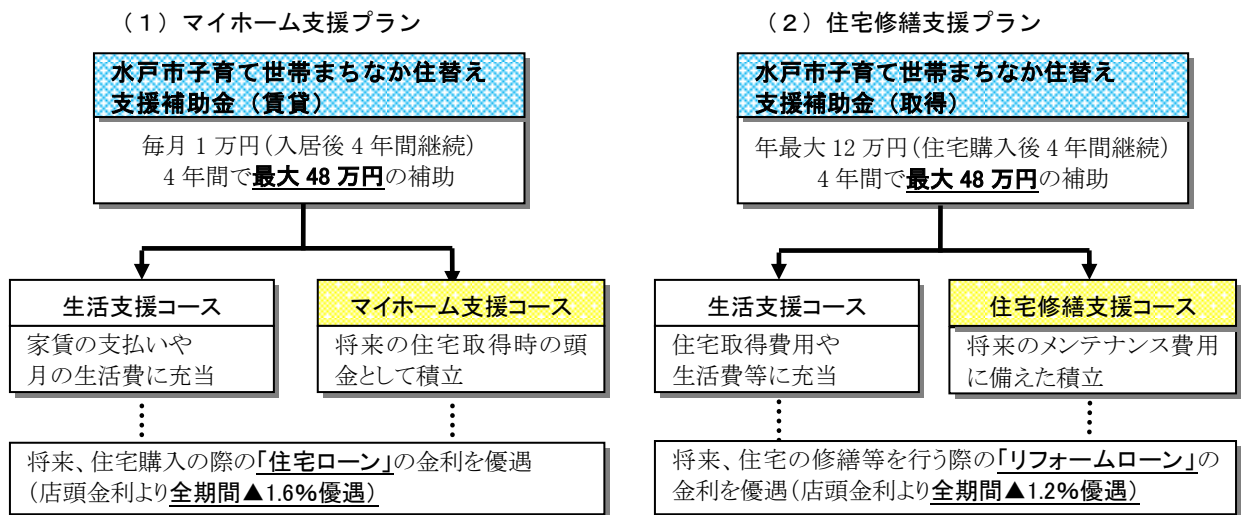 (1)マイホーム支援プラン
水戸市子育て世帯まちなか住替え
支援補助金(賃貸)
毎月1万円(入居後4年間継続)
4年間で最大48万円の補助
生活支援コース
家賃の支払いや
月の生活費に充当
マイホーム支援コース
将来の住宅取得時の頭
金として積立
将来、住宅購入の際の「住宅ローン」の金利を優遇
(店頭金利より全期間▲1.6%優遇)
(2)住宅修繕支援プラン
水戸市子育て世帯まちなか住替え
支援補助金(取得)
年最大12万円(住宅購入後4年間継続)
4年間で最大48万円の補助
生活支援コース
住宅取得費用や
生活費等に充当
住宅修繕支援コース
将来のメンテナンス費用
に備えた積立
将来、住宅の修繕等を行う際の「リフォームローン」の
金利を優遇(店頭金利より全期間▲1.2%優遇)